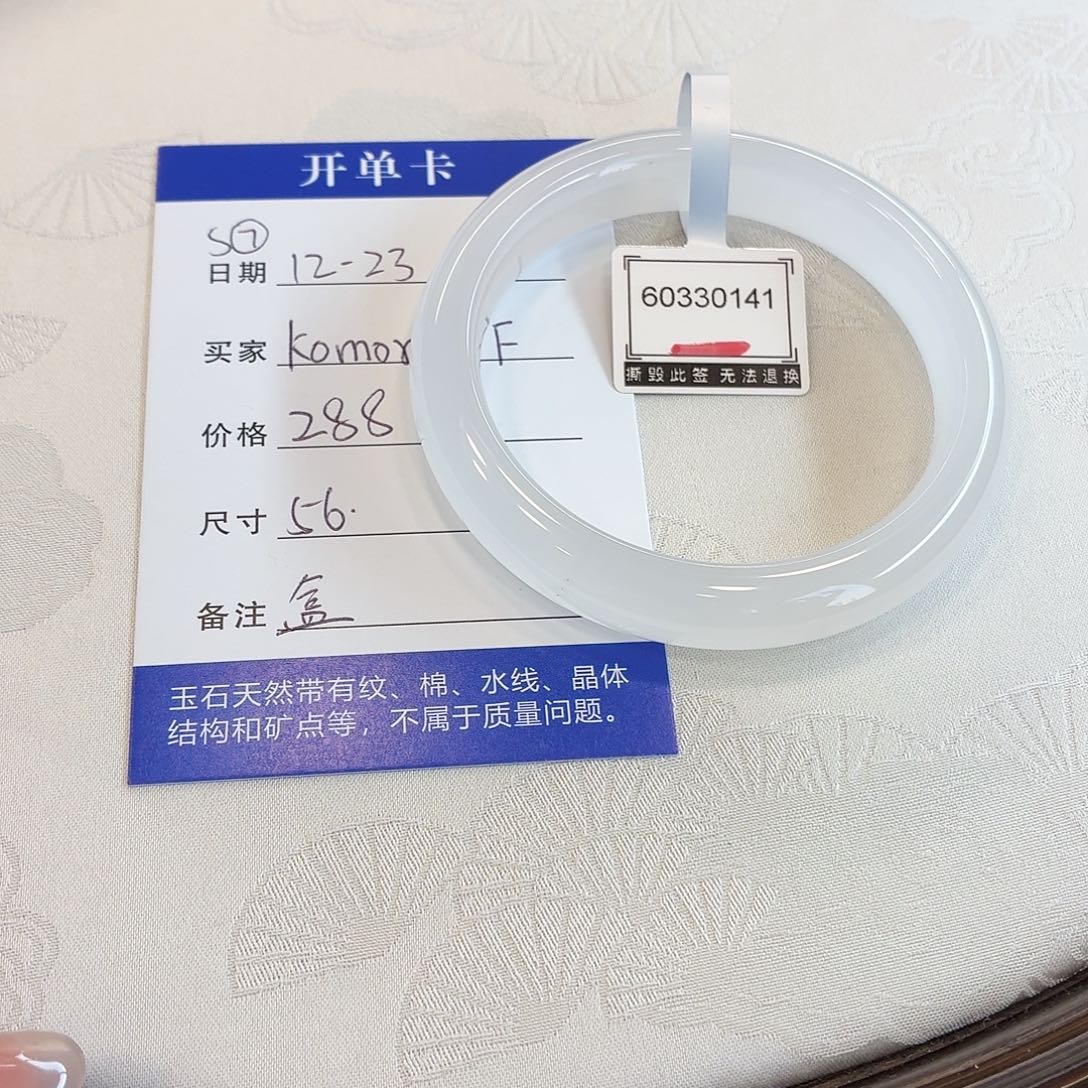 开单卡
S⑦
日期 12-23
买家 Komor F
价格 288
尺寸 56.
备注 盒
玉石天然带有纹、棉、水线、晶体
结构和矿点等，不属于质量问题。
60330141
撕毁此签 无法退换